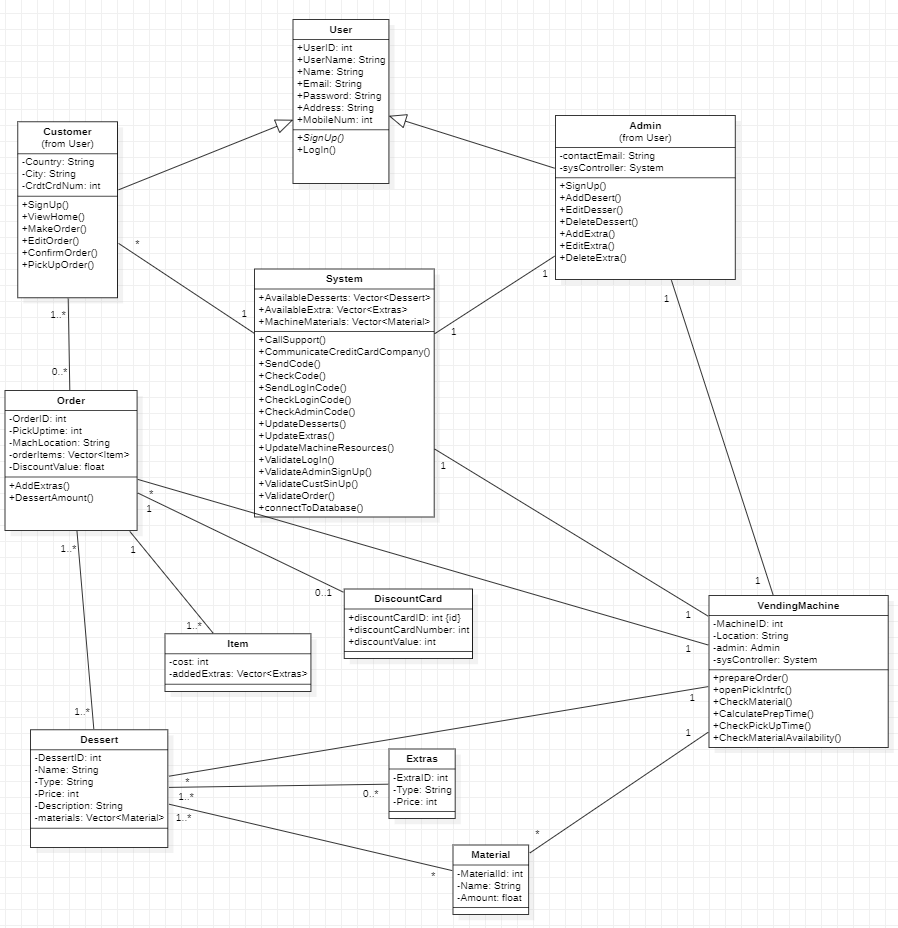 User
+UserID: int
+UserName: String
+Name: String
+Email: String
+Password: String
+Address: String
+MobileNum: int
+SignUp()
+LogIn()
Customer
(from User)
-Country: String
-City: String
-CrdtCrdNum: int
+SignUp()
+ViewHome()
+MakeOrder()
+EditOrder()
+ConfirmOrder()
+PickUpOrder()
Admin
(from User)
-contactEmail: String
-sysController: System
+SignUp()
+AddDesert()
+EditDesser()
+DeleteDessert()
+AddExtra()
+EditExtra()
+DeleteExtra()
*
1
1
1
1
System
+AvailableDesserts: Vector<Dessert>
+AvailableExtra: Vector<Extras>
+MachineMaterials: Vector<Material>
+CallSupport()
+CommunicateCreditCardCompany()
+SendCode()
+CheckCode()
+SendLogInCode()
+CheckLoginCode()
+CheckAdminCode()
+UpdateDesserts()
+UpdateExtras()
+UpdateMachineResources()
+ValidateLogIn()
+ValidateAdminSignUp()
+ValidateCustSinUp()
+ValidateOrder()
+connectToDatabase()
1..*
0..*
Order
-OrderID: int
-PickUptime: int
-MachLocation: String
-orderItems: Vector<Item>
-DiscountValue: float
+AddExtras()
+DessertAmount()
1
*
1
1..*
1
0..1
1
1
1
1..*
DiscountCard
+discountCardID: int {id}
+discountCardNumber: int
+discountValue: int
VendingMachine
-MachineID: int
-Location: String
-admin: Admin
-sysController: System
+prepareOrder()
+openPickIntrfc()
+CheckMaterial()
+CalculatePrepTime()
+CheckPickUpTime()
+CheckMaterialAvailability()
Item
-cost: int
-addedExtras: Vector<Extras>
1..*
1
1
Dessert
-DessertID: int
-Name: String
-Type: String
-Price: int
-Description: String
-materials: Vector<Material>
*
1..*
1..*
0..*
Extras
-ExtraID: int
-Type: String
-Price: int
*
*
Material
-MaterialId: int
-Name: String
-Amount: float